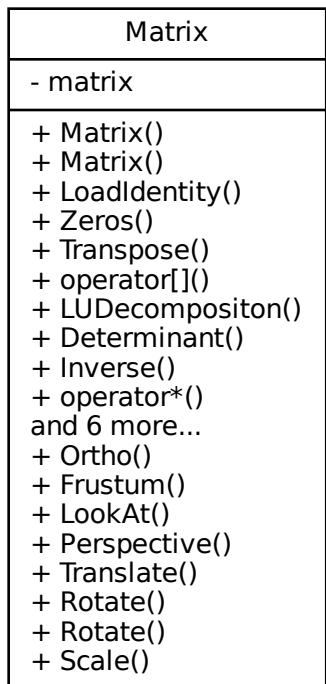 Matrix
- matrix
+ Matrix()
+ Matrix()
+ LoadIdentity()
+ Zeros()
+ Transpose()
+ operator[]()
+ LUDecompositon()
+ Determinant()
+ Inverse()
+ operator*()
and 6 more...
+ Ortho()
+ Frustum()
+ LookAt()
+ Perspective()
+ Translate()
+ Rotate()
+ Rotate()
+ Scale()